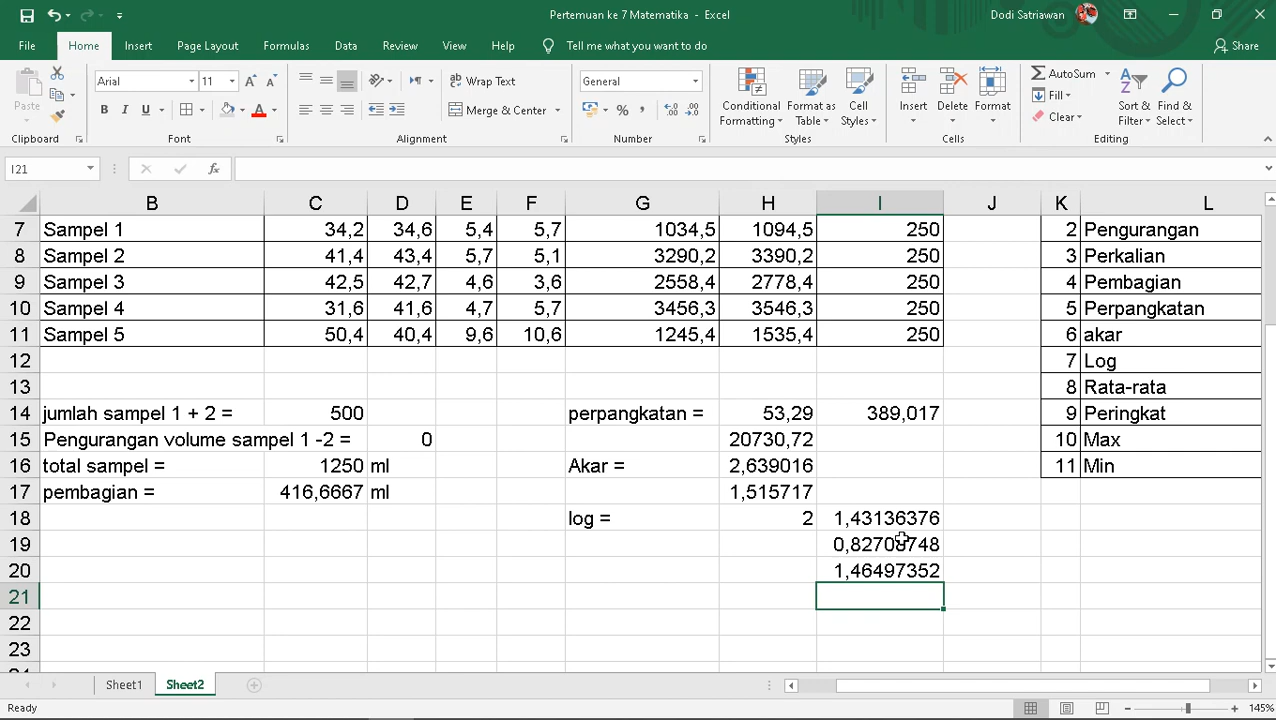 Pertemuan ke 7 Matematika - Excel
Dodi Satriawan
File Home Insert Page Layout Formulas Data Review View Help Tell me what you want to do Share
Paste
Arial 11
Wrap Text
Merge & Center
General
Conditional Formatting
Format as Table
Cell Styles
Insert
Delete
Format
AutoSum
Fill
Clear
Sort & Filter
Find & Select
Clipboard Font Alignment Number Styles Cells Editing
I21
B C D E F G H I J K L
7 Sampel 1 34,2 34,6 5,4 5,7 1034,5 1094,5 250 2 Pengurangan
8 Sampel 2 41,4 43,4 5,7 5,1 3290,2 3390,2 250 3 Perkalian
9 Sampel 3 42,5 42,7 4,6 3,6 2558,4 2778,4 250 4 Pembagian
10 Sampel 4 31,6 41,6 4,7 5,7 3456,3 3546,3 250 5 Perpangkatan
11 Sampel 5 50,4 40,4 9,6 10,6 1245,4 1535,4 250 6 akar
12 7 Log
13 8 Rata-rata
14 jumlah sampel 1 + 2 = 500 perpangkatan = 53,29 389,017 9 Peringkat
15 Pengurangan volume sampel 1 -2 = 0 20730,72 10 Max
16 total sampel = 1250 ml Akar = 2,639016 11 Min
17 pembagian = 416,6667 ml 1,515717
18 log = 2 1,43136376
19 0,82708748
20 1,46497352
21
22
23
Sheet1 Sheet2
Ready 145%